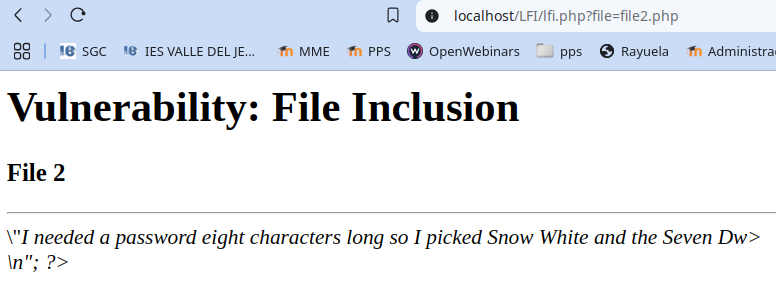 localhost/LFI/lfi.php?file=file2.php
SGC IES VALLE DEL JE... MME PPS OpenWebinars pps Rayuela Administra
Vulnerability: File Inclusion
File 2
\"I needed a password eight characters long so I picked Snow White and the Seven Dw>
\n"; ?>